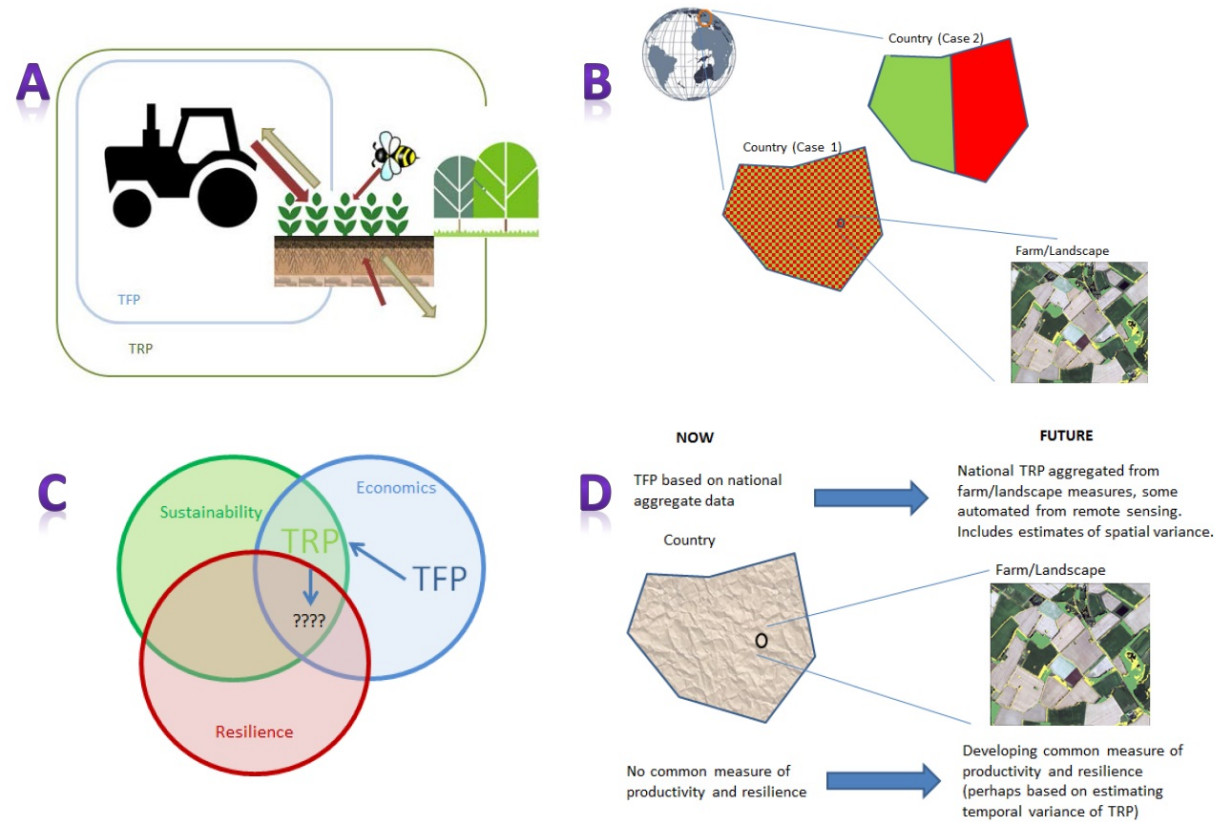 A
TFP
TRP
B
Country (Case 2)
Country (Case 1)
Farm/Landscape
C
Sustainability
Economics
TRP
TFP
????
Resilience
D
NOW
FUTURE
TFP based on national
aggregate data
National TRP aggregated from
farm/landscape measures, some
automated from remote sensing.
Includes estimates of spatial variance.
Country
Farm/Landscape
No common measure of
productivity and resilience
Developing common measure of
productivity and resilience
(perhaps based on estimating
temporal variance of TRP)